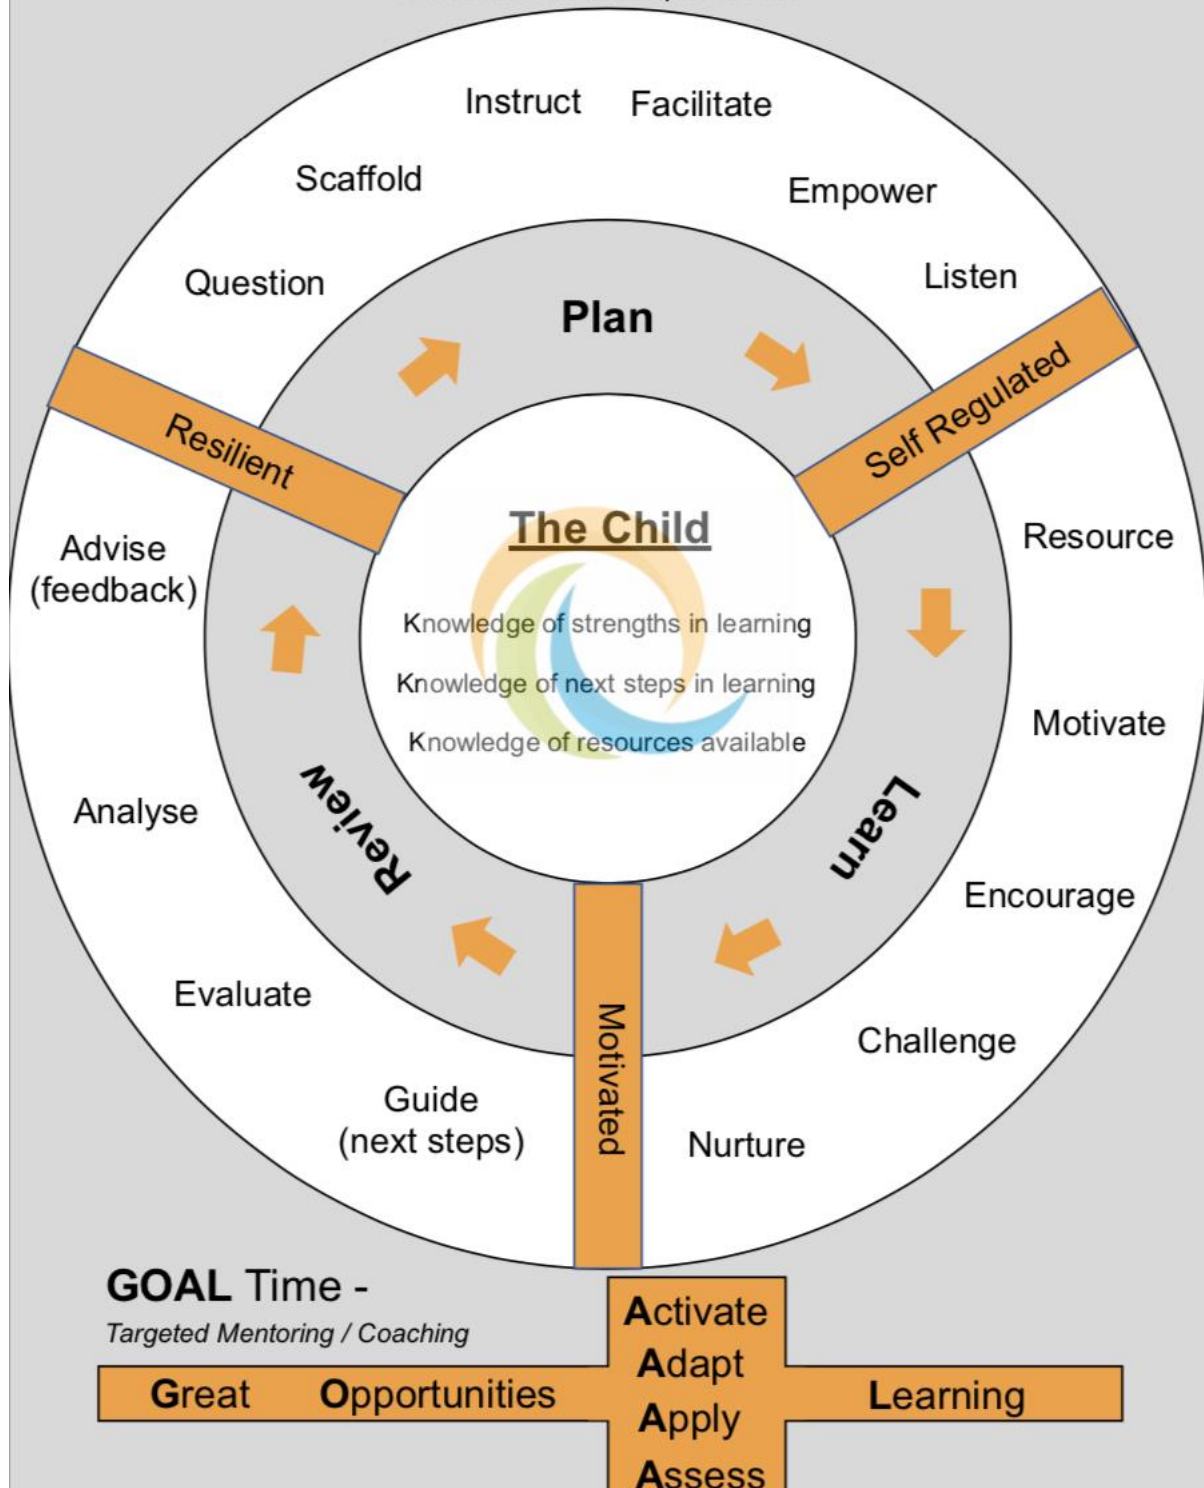 Instruct Facilitate
Scaffold
Empower
Question
Listen
Plan
Resilient
Self Regulated
Advise
(feedback)
The Child
Resource
Knowledge of strengths in learning
Knowledge of next steps in learning
Knowledge of resources available
Motivate
Analyse
Review
Learn
Encourage
Evaluate
Motivated
Challenge
Guide
(next steps)
Nurture
GOAL Time -
Targeted Mentoring / Coaching
Activate
Adapt
Great Opportunities
Learning
Apply
Assess